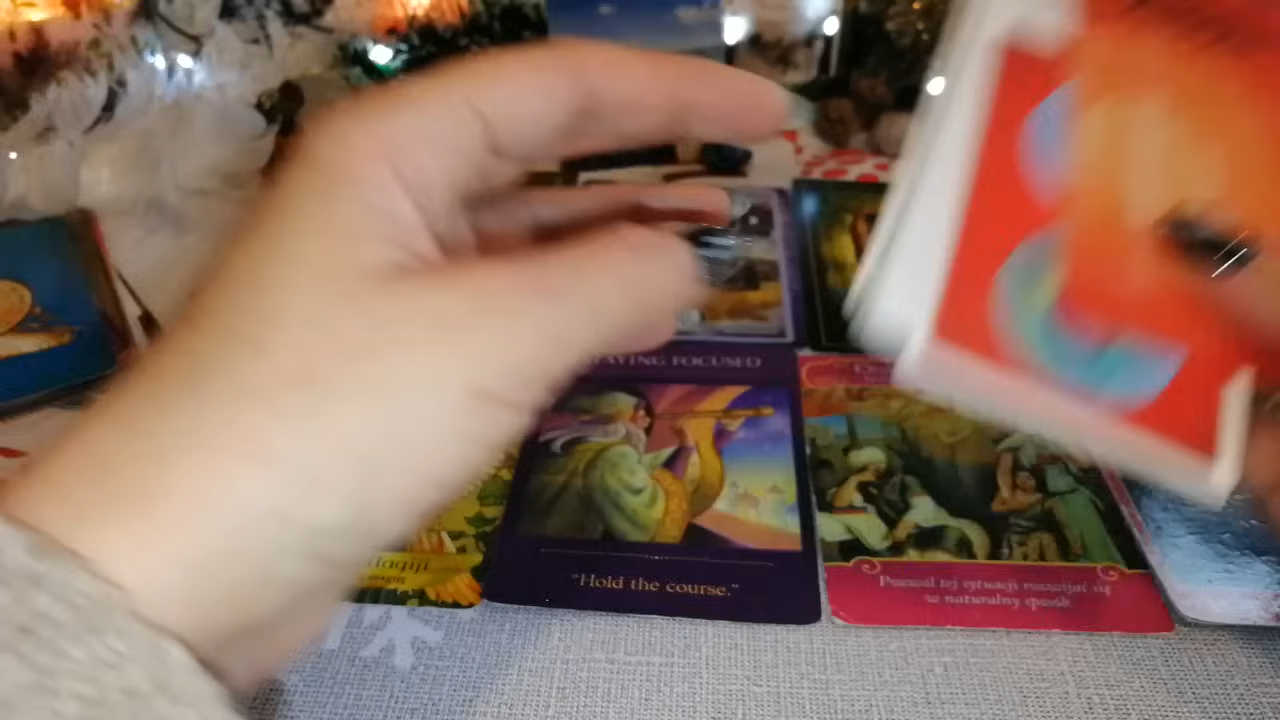 STAYING FOCUSED
"Hold the course."
Pozwól tej sytuacji rozwijać się
w naturalny sposób.